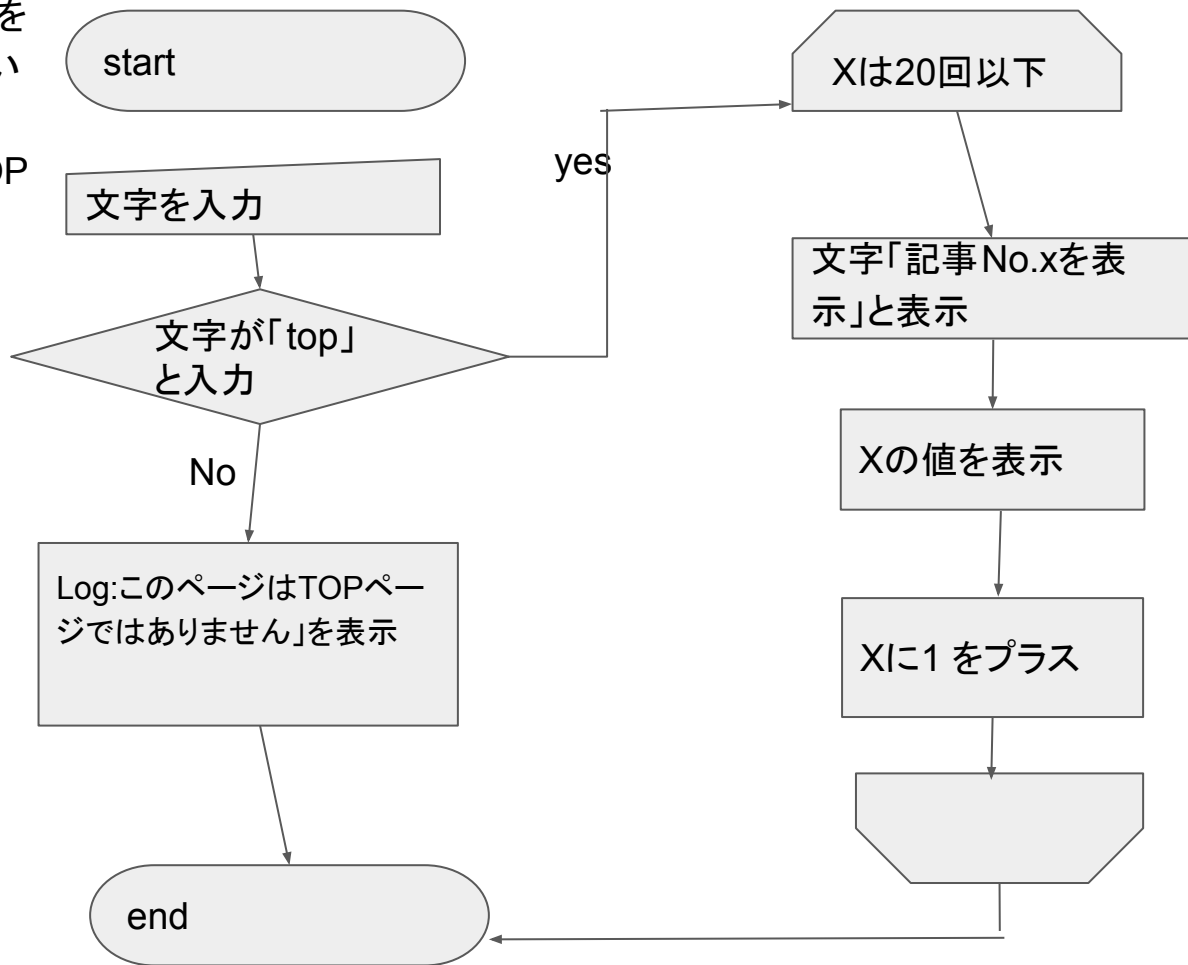 を
い
OP
start
文字を入力
文字が「top」
と入力
yes
No
Log:このページはTOPペー
ジではありません」を表示
end
Xは20回以下
文字「記事No.xを表
示」と表示
Xの値を表示
Xに1 をプラス